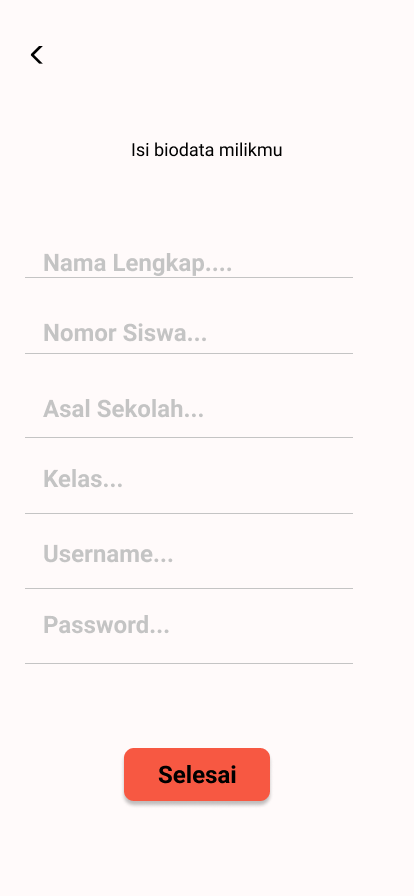 Isi biodata milikmu
Nama Lengkap....
Nomor Siswa...
Asal Sekolah...
Kelas...
Username...
Password...
Selesai